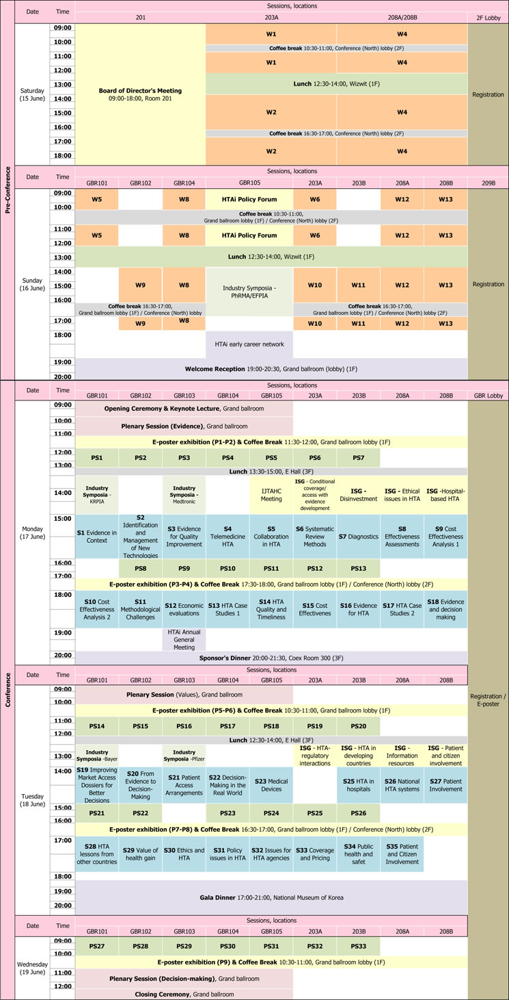 Pre-Conference
Date Time Sessions, locations
201 203A 208A/208B 2F Lobby
Saturday
(15 June)
09:00
10:00
11:00
12:00
13:00
14:00
15:00
16:00
17:00
18:00
Board of Director's Meeting
09:00-18:00, Room 201
W1 W4
Coffee break 10:30-11:00, Conference (North) lobby (2F)
W1 W4
Lunch 12:30-14:00, Wizwit (1F)
W2 W4
Coffee break 16:30-17:00, Conference (North) lobby (2F)
W2 W4
Registration
Date Time Sessions, locations
GBR101 GBR102 GBR104 GBR105 203A 203B 208A 208B 209B
Sunday
(16 June)
09:00
10:00
11:00
12:00
13:00
14:00
15:00
16:00
17:00
18:00
19:00
20:00
W5 W8 HTAi Policy Forum W6 W12 W13
Coffee break 10:30-11:00,
Grand ballroom lobby (1F) / Conference (North) lobby (2F)
W5 W8 HTAi Policy Forum W6 W12 W13
Lunch 12:30-14:00, Wizwit (1F)
W9 W8
Industry Symposia -
PhRMA/EFPIA
W10 W11 W12 W13
Coffee break 16:30-17:00,
Grand ballroom lobby (1F) / Conference (North) lobby
Coffee break 16:30-17:00,
Grand ballroom lobby (1F) / Conference (North) lobby (2F)
W9 W8 W10 W11 W12 W13
HTAi early career network
Welcome Reception 19:00-20:30, Grand ballroom (lobby) (1F)
Registration
Conference
Date Time Sessions, locations
GBR101 GBR102 GBR103 GBR104 GBR105 203A 203B 208A 208B GBR Lobby
Monday
(17 June)
09:00
10:00
11:00
12:00
13:00
14:00
15:00
16:00
17:00
18:00
19:00
20:00
Opening Ceremony & Keynote Lecture, Grand ballroom
Plenary Session (Evidence), Grand ballroom
E-poster exhibition (P1-P2) & Coffee Break 11:30-12:00, Grand ballroom lobby (1F)
PS1 PS2 PS3 PS4 PS5 PS6 PS7
Lunch 13:30-15:00, E Hall (3F)
Industry
Symposia -
KRPIA
Industry
Symposia -
Medtronic
IJTAHC
Meeting
ISG - Conditional
coverage/
access with
evidence
development
ISG -
Disinvestment
ISG - Ethical
issues in HTA
ISG -Hospital-
based HTA
S1 Evidence in
Context
S2
Identification
and
Management
of New
Technologies
S3 Evidence
for Quality
Improvement
S4
Telemedicine
HTA
S5
Collaboration
in HTA
S6 Systematic
Review
Methods
S7 Diagnostics
S8
Effectiveness
Assessments
S9 Cost
Effectiveness
Analysis 1
PS8 PS9 PS10 PS11 PS12 PS13
E-poster exhibition (P3-P4) & Coffee Break 17:30-18:00, Grand ballroom lobby (1F) / Conference (North) lobby (2F)
S10 Cost
Effectiveness
Analysis 2
S11
Methodological
Challenges
S12 Economic
evaluations
S13 HTA Case
Studies 1
S14 HTA
Quality and
Timeliness
S15 Cost
Effectivenes
S16 Evidence
for HTA
S17 HTA Case
Studies 2
S18 Evidence
and decision
making
HTAi Annual
General
Meeting
Sponsor's Dinner 20:00-21:30, Coex Room 300 (3F)
Registration /
E-poster
Date Time Sessions, locations
GBR101 GBR102 GBR103 GBR104 GBR105 203A 203B 208A 208B
Tuesday
(18 June)
09:00
10:00
11:00
12:00
13:00
14:00
15:00
16:00
17:00
18:00
19:00
20:00
Plenary Session (Values), Grand ballroom
E-poster exhibition (P5-P6) & Coffee Break 10:30-11:00, Grand ballroom lobby (1F)
PS14 PS15 PS16 PS17 PS18 PS19 PS20
Lunch 12:30-14:00, E Hall (3F)
Industry
Symposia -Bayer
Industry
Symposia -Pfizer
ISG - HTA-
regulatory
interactions
ISG - HTA in
developing
countries
ISG -
Information
resources
ISG - Patient
and citizen
involvement
S19 Improving
Market Access
Dossiers for
Better
Decisions
S20 From
Evidence to
Decision-
Making
S21 Patient
Access
Arrangements
S22 Decision-
Making in the
Real World
S23 Medical
Devices
S25 HTA in
hospitals
S26 National
HTA systems
S27 Patient
Involvement
PS21 PS22 PS23 PS24 PS25 PS26
E-poster exhibition (P7-P8) & Coffee Break 16:30-17:00, Grand ballroom lobby (1F) / Conference (North) lobby (2F)
S28 HTA
lessons from
other countries
S29 Value of
health gain
S30 Ethics and
HTA
S31 Policy
issues in HTA
S32 Issues for
HTA agencies
S33 Coverage
and Pricing
S34 Public
health and
safet
S35 Patient
and Citizen
Involvement
Gala Dinner 17:00-21:00, National Museum of Korea
Date Time Sessions, locations
GBR101 GBR102 GBR103 GBR104 GBR105 203A 203B 208A 208B
Wednesday
(19 June)
09:00
10:00
11:00
12:00
PS27 PS28 PS29 PS30 PS31 PS32 PS33
E-poster exhibition (P9) & Coffee Break 10:30-11:00, Grand ballroom lobby (1F)
Plenary Session (Decision-making), Grand ballroom
Closing Ceremony, Grand ballroom